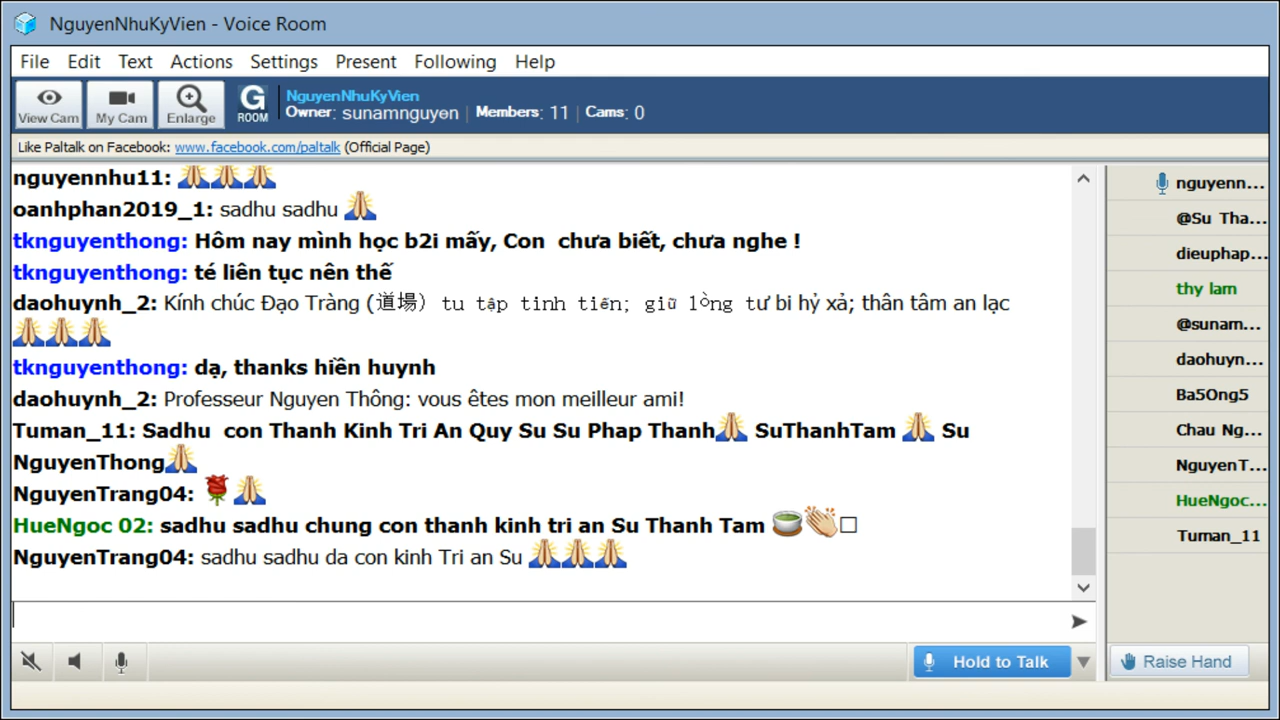 NguyenNhuKyVien - Voice Room
File Edit Text Actions Settings Present Following Help
View Cam My Cam Enlarge G ROOM
NguyenNhuKyVien
Owner: sunamnguyen | Members: 11 | Cams: 0
Like Paltalk on Facebook: www.facebook.com/paltalk (Official Page)
nguyennhu11: 🙏🙏🙏
oanhphan2019_1: sadhu sadhu 🙏
tknguyenthong: Hôm nay mình học b2i mấy, Con chưa biết, chưa nghe !
tknguyenthong: té liên tục nên thế
daohuynh_2: Kính chúc Đạo Tràng (道場) tu tập tinh tiến; giữ lòng tư bi hỷ xả; thân tâm an lạc
🙏🙏🙏
tknguyenthong: dạ, thanks hiền huynh
daohuynh_2: Professeur Nguyen Thông: vous êtes mon meilleur ami!
Tuman_11: Sadhu con Thanh Kinh Tri An Quy Su Su Phap Thanh🙏 SuThanhTam 🙏 Su
NguyenThong🙏
NguyenTrang04: 🌹🙏
HueNgoc 02: sadhu sadhu chung con thanh kinh tri an Su Thanh Tam 🍵👏□
NguyenTrang04: sadhu sadhu da con kinh Tri an Su 🙏🙏🙏
nguyenn...
@Su Tha...
dieuphap...
thy lam
@sunam...
daohuyn...
Ba5Ong5
Chau Ng...
NguyenT...
HueNgoc...
Tuman_11
Hold to Talk
Raise Hand